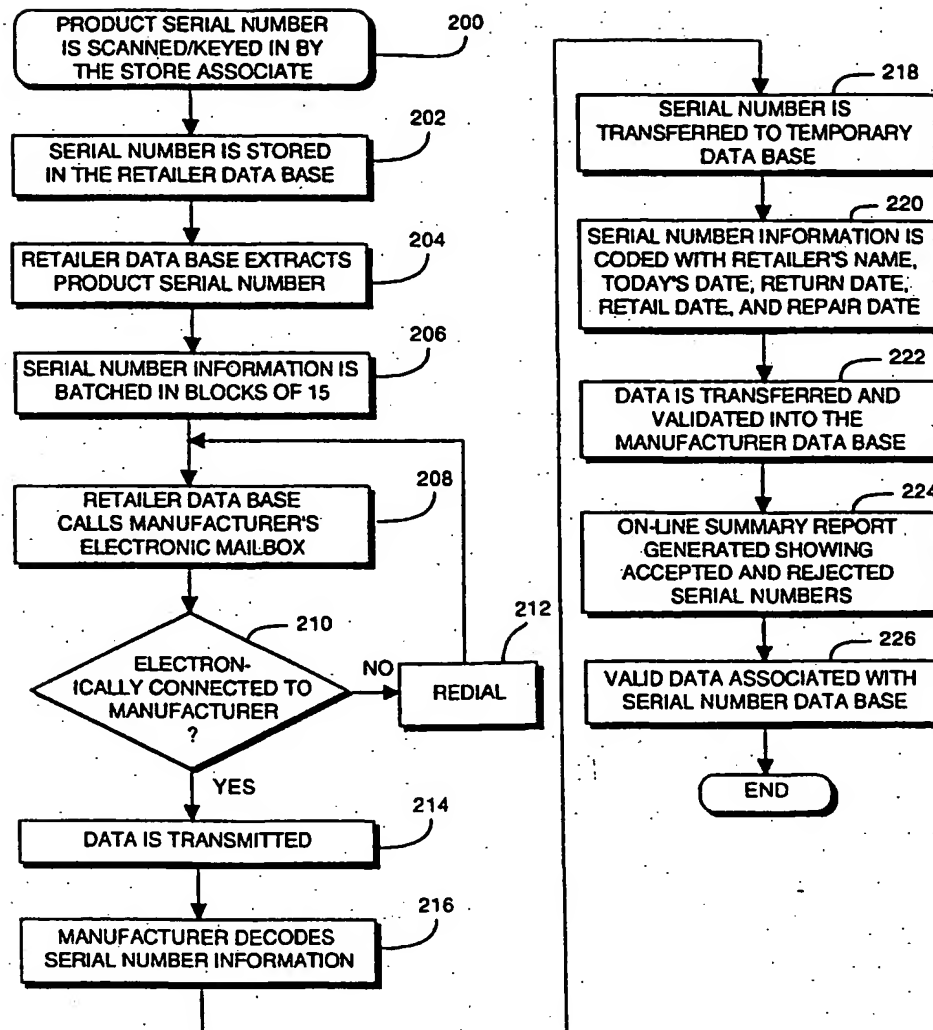 PRODUCT SERIAL NUMBER
IS SCANNED/KEYED IN BY
THE STORE ASSOCIATE
200
SERIAL NUMBER IS STORED
IN THE RETAILER DATA BASE
202
RETAILER DATA BASE EXTRACTS
PRODUCT SERIAL NUMBER
204
SERIAL NUMBER INFORMATION IS
BATCHED IN BLOCKS OF 15
206
RETAILER DATA BASE
CALLS MANUFACTURER'S
ELECTRONIC MAILBOX
208
ELECTRON-
ICALLY CONNECTED TO
MANUFACTURER
?
210
NO
REDIAL
212
YES
DATA IS TRANSMITTED
214
MANUFACTURER DECODES
SERIAL NUMBER INFORMATION
216
SERIAL NUMBER IS
TRANSFERRED TO TEMPORARY
DATA BASE
218
SERIAL NUMBER INFORMATION IS
CODED WITH RETAILER'S NAME,
TODAY'S DATE, RETURN DATE,
RETAIL DATE, AND REPAIR DATE
220
DATA IS TRANSFERRED AND
VALIDATED INTO THE
MANUFACTURER DATA BASE
222
ON-LINE SUMMARY REPORT
GENERATED SHOWING
ACCEPTED AND REJECTED
SERIAL NUMBERS
224
VALID DATA ASSOCIATED WITH
SERIAL NUMBER DATA BASE
226
END